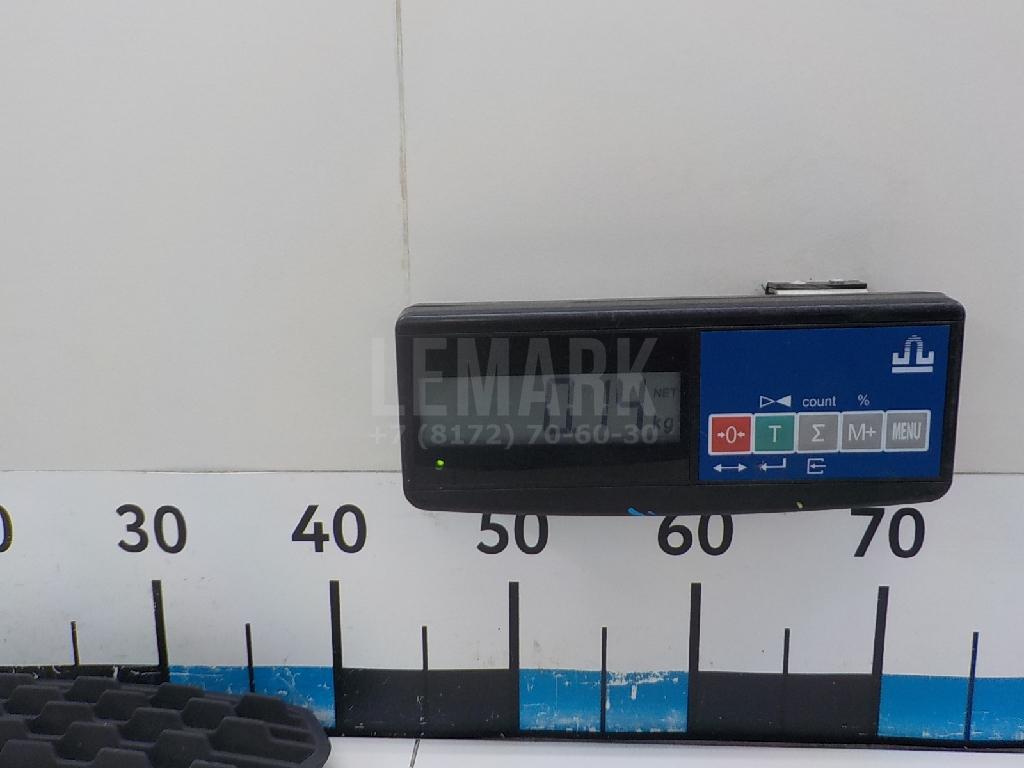 LEMARK
+7 (8172) 70-60-30
NET
kg
count %
→0← T Σ M+ MENU
30 40 50 60 70